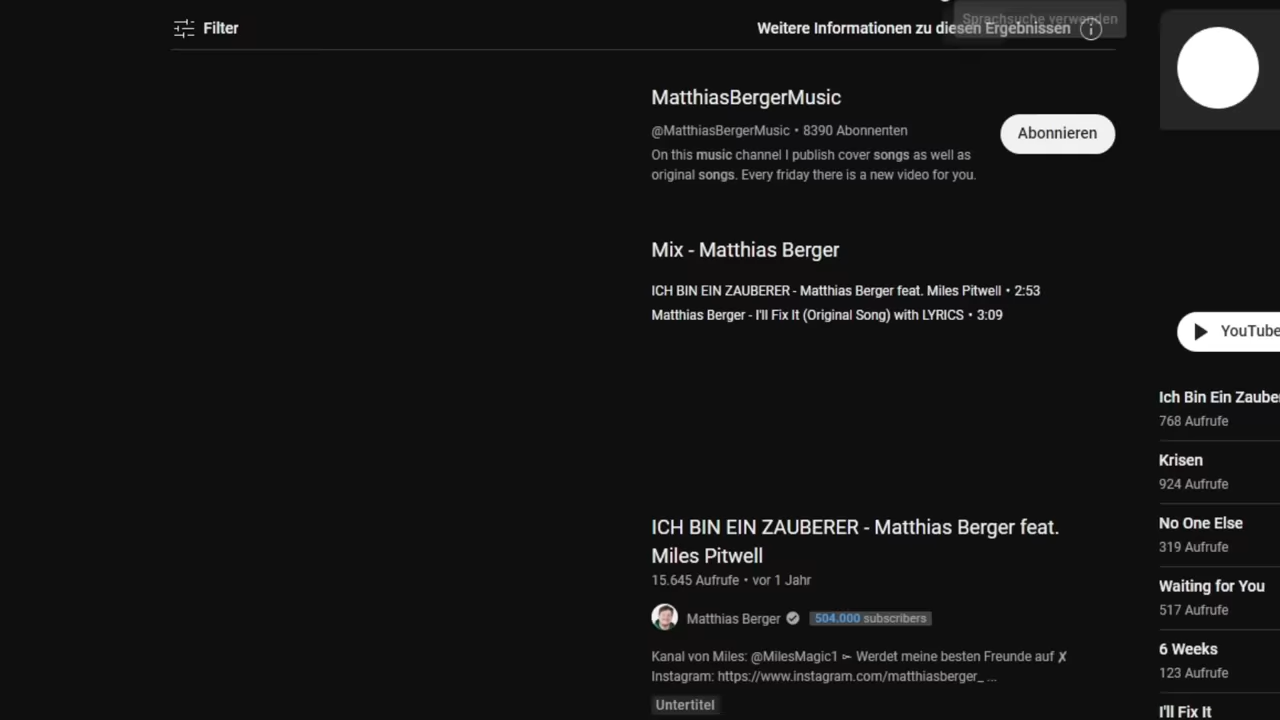 Sprachsuche verwenden
Filter
Weitere Informationen zu diesen Ergebnissen
MatthiasBergerMusic
@MatthiasBergerMusic • 8390 Abonnenten
On this music channel I publish cover songs as well as
original songs. Every friday there is a new video for you.
Abonnieren
Mix - Matthias Berger
ICH BIN EIN ZAUBERER - Matthias Berger feat. Miles Pitwell • 2:53
Matthias Berger - I'll Fix It (Original Song) with LYRICS • 3:09
ICH BIN EIN ZAUBERER - Matthias Berger feat.
Miles Pitwell
15.645 Aufrufe • vor 1 Jahr
Matthias Berger 504.000 subscribers
Kanal von Miles: @MilesMagic1 ➳ Werdet meine besten Freunde auf ✘
Instagram: https://www.instagram.com/matthiasberger_ ...
Untertitel
YouTube
Ich Bin Ein Zaube
768 Aufrufe
Krisen
924 Aufrufe
No One Else
319 Aufrufe
Waiting for You
517 Aufrufe
6 Weeks
123 Aufrufe
I'll Fix It